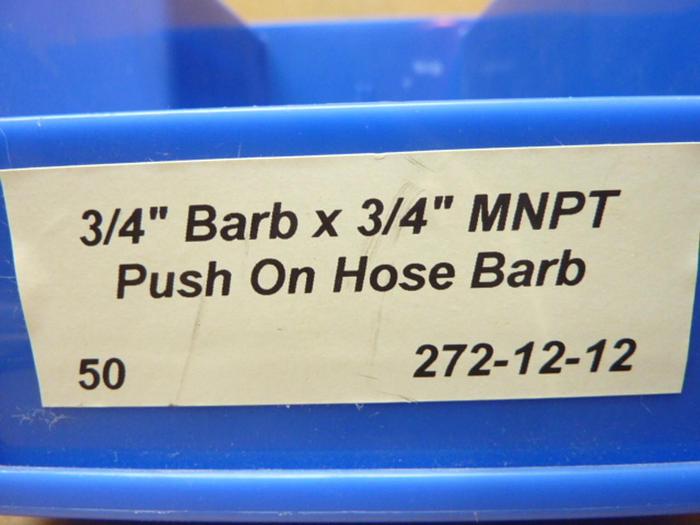 3/4" Barb x 3/4" MNPT
Push On Hose Barb
50 272-12-12